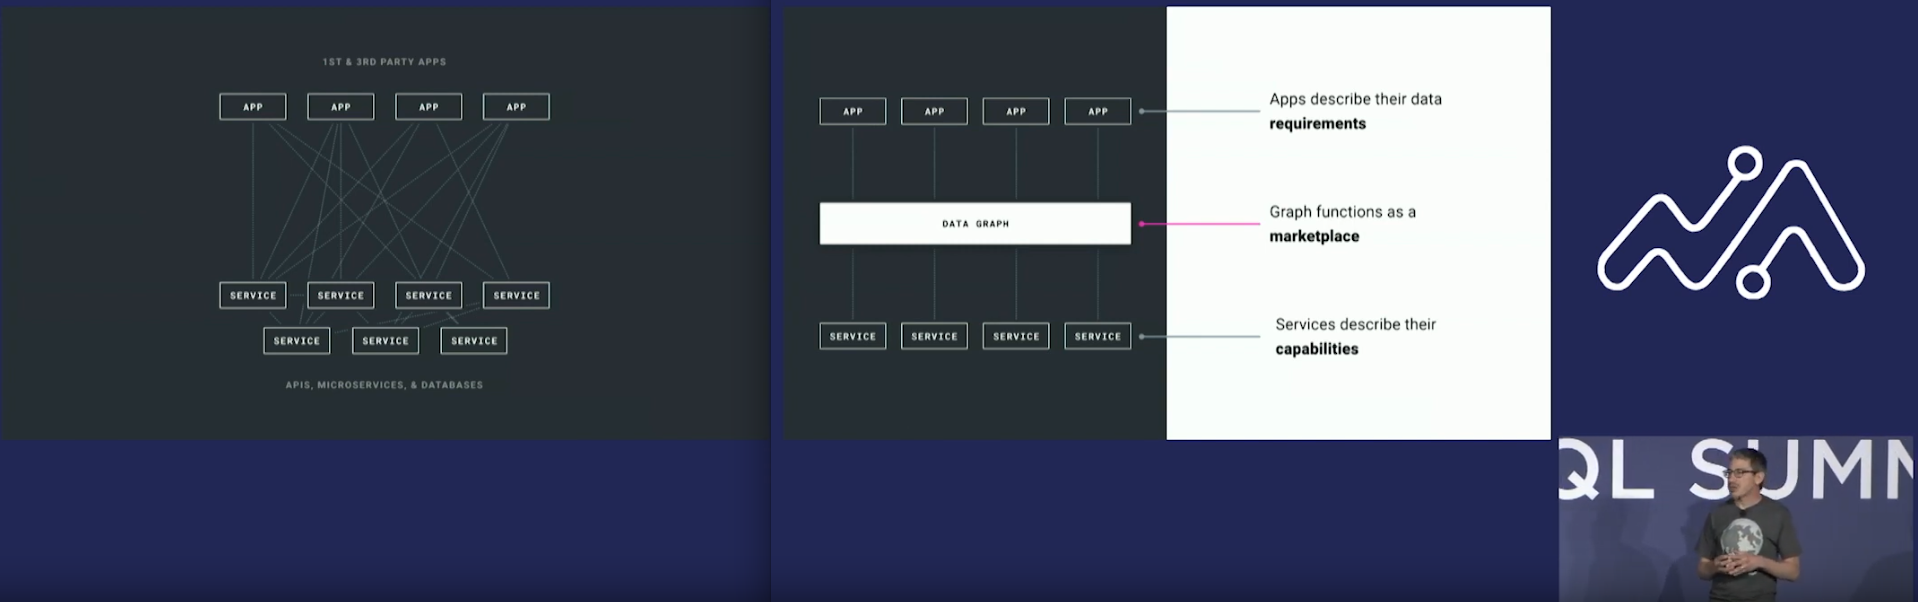 1ST & 3RD PARTY APPS
APP APP APP APP
SERVICE SERVICE SERVICE SERVICE
SERVICE SERVICE SERVICE
APIS, MICROSERVICES, & DATABASES
APP APP APP APP
DATA GRAPH
SERVICE SERVICE SERVICE SERVICE
Apps describe their data
requirements
Graph functions as a
marketplace
Services describe their
capabilities
QL SUMM